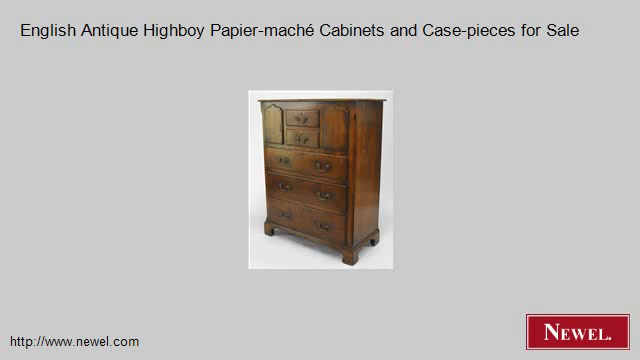 English Antique Highboy Papier-maché Cabinets and Case-pieces for Sale
http://www.newel.com
NEWEL.